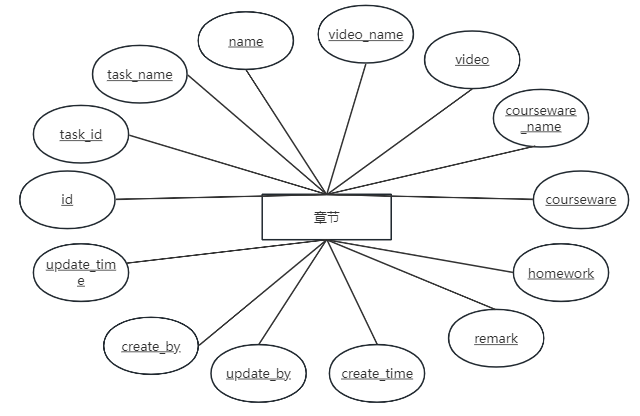 name
video_name
video
task_name
courseware
_name
task_id
id
courseware
章节
update_tim
e
homework
create_by
remark
update_by
create_time